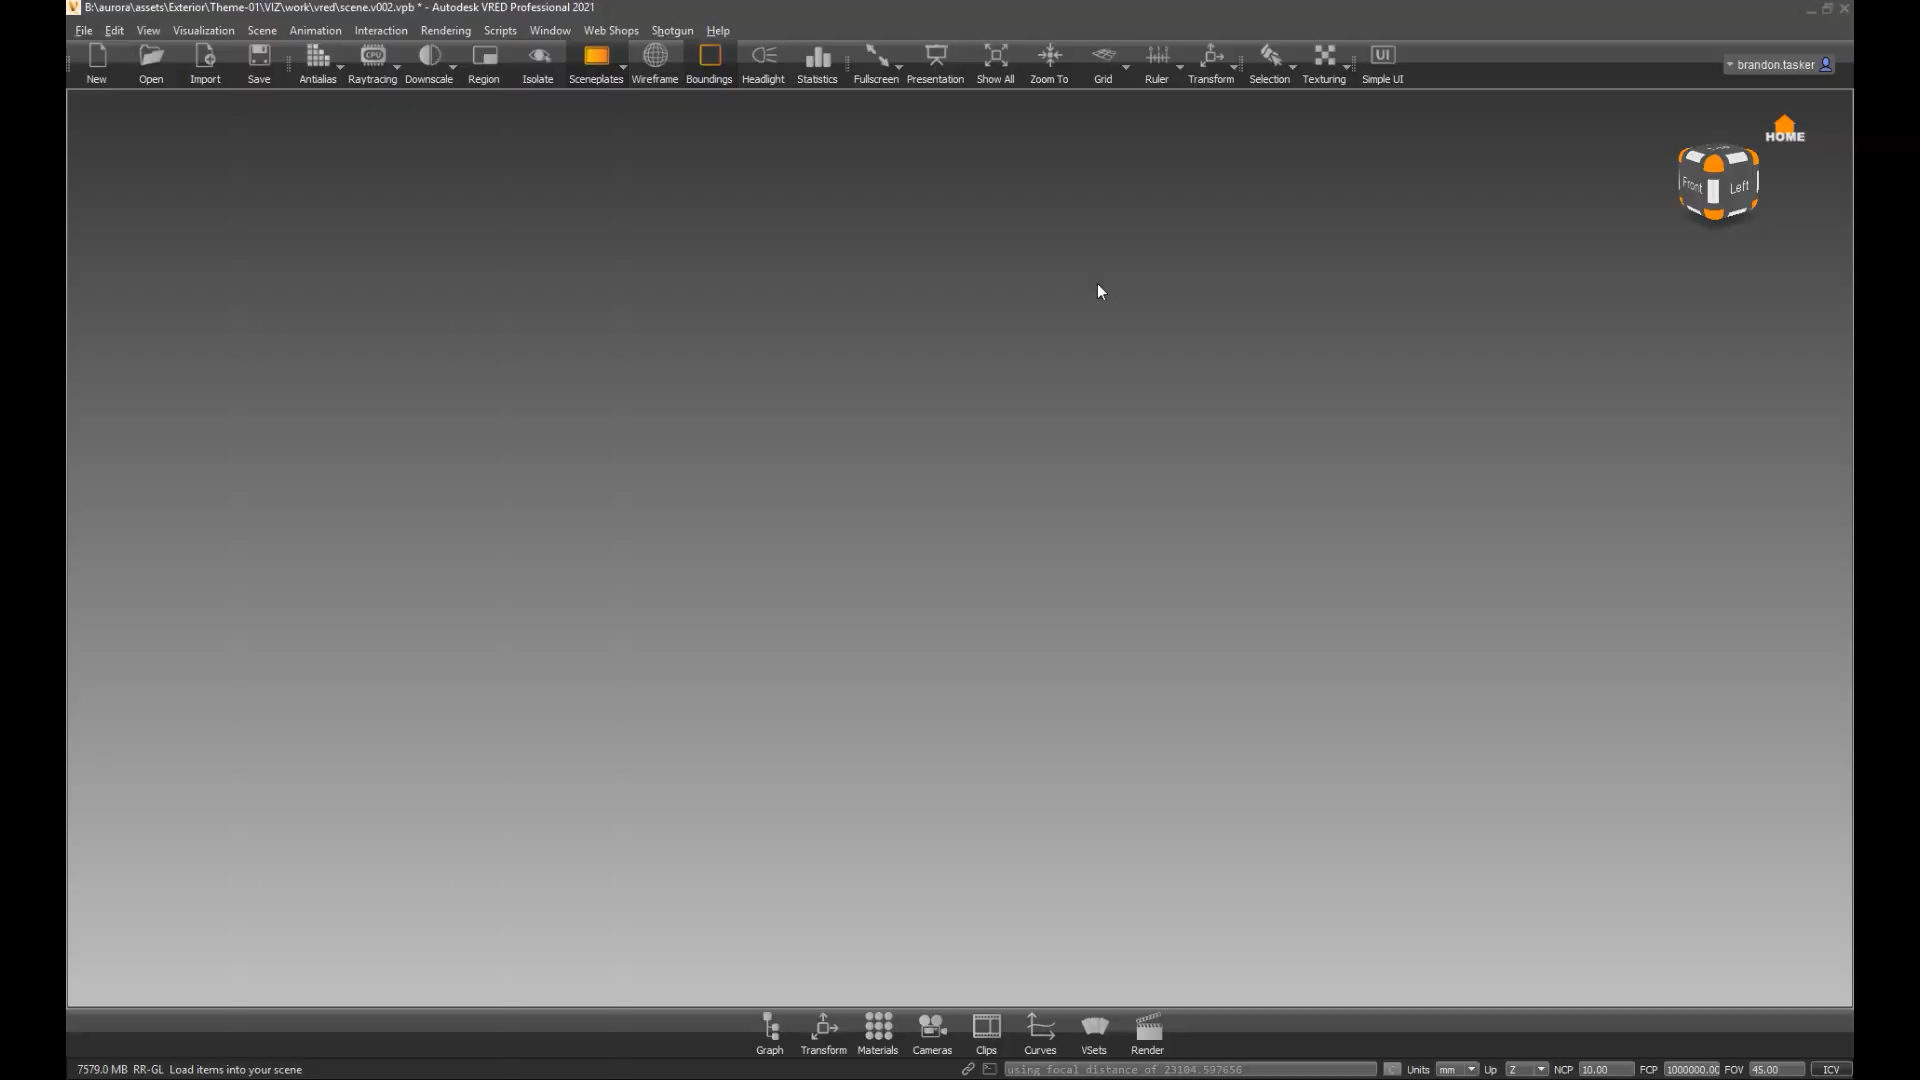 B:\aurora\assets\Exterior\Theme-01\VIZ\work\vred\scene.v002.vpb * - Autodesk VRED Professional 2021
File Edit View Visualization Scene Animation Interaction Rendering Scripts Window Web Shops Shotgun Help
CPU UI
New Open Import Save Antialias Raytracing Downscale Region Isolate Sceneplates Wireframe Boundings Headlight Statistics Fullscreen Presentation Show All Zoom To Grid Ruler Transform Selection Texturing Simple UI
brandon.tasker
HOME
Front Left
Graph Transform Materials Cameras Clips Curves VSets Render
7579.0 MB RR-GL Load items into your scene using focal distance of 23184.597656 Units mm Up Z NCP 10.00 FCP 1000000.00 FOV 45.00 ICV